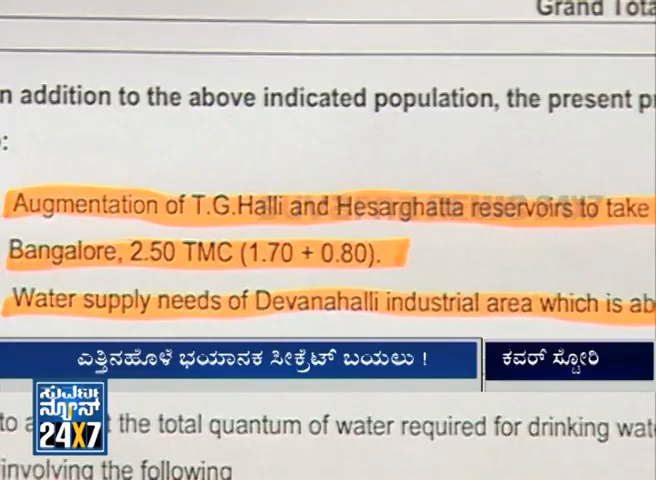 Grand Tota
n addition to the above indicated population, the present p
:
Augmentation of T.G.Halli and Hesarghatta reservoirs to take
Bangalore, 2.50 TMC (1.70 + 0.80).
Water supply needs of Devanahalli industrial area which is ab
ಎತ್ತಿನಹೊಳೆ ಭಯಾನಕ ಸೀಕ್ರೆಟ್ ಬಯಲು !
ಕವರ್ ಸ್ಟೋರಿ
ಸುವರ್ಣ
ನ್ಯೂಸ್
24X7
to a the total quantum of water required for drinking wat
involving the following